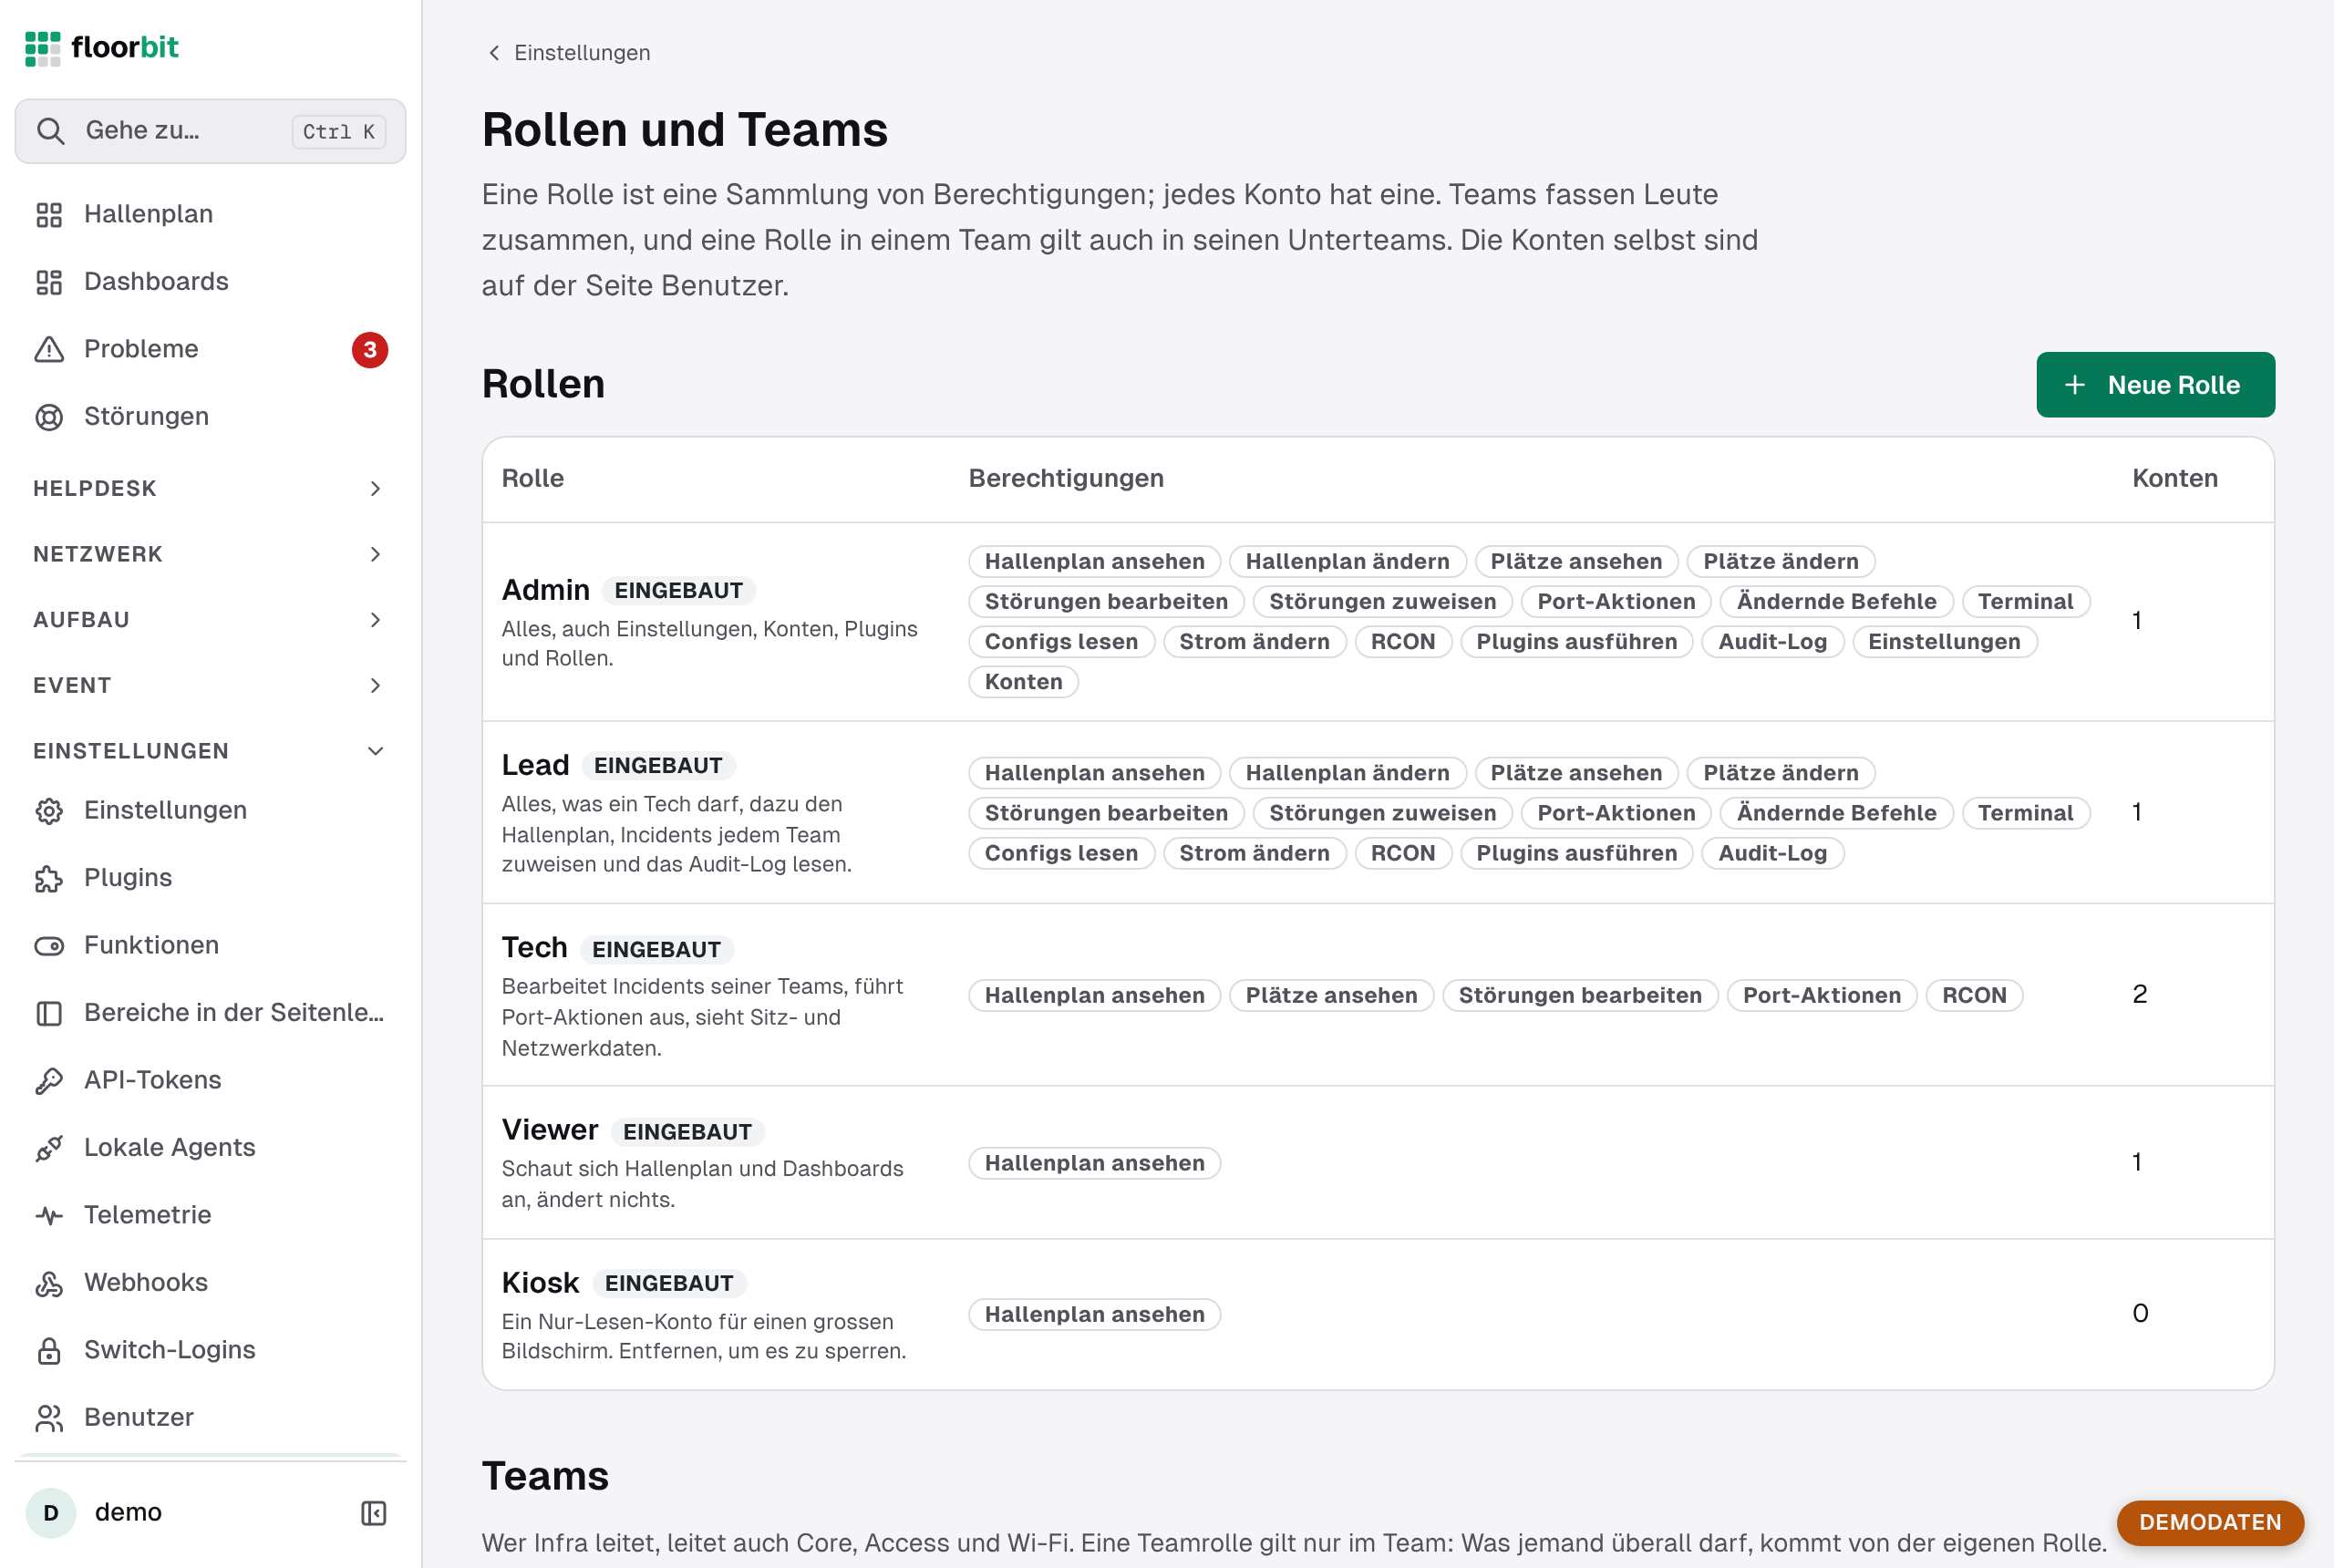 floorbit
Gehe zu... Ctrl K
Hallenplan
Dashboards
Probleme 3
Störungen
HELPDESK
NETZWERK
AUFBAU
EVENT
EINSTELLUNGEN
Einstellungen
Plugins
Funktionen
Bereiche in der Seitenle...
API-Tokens
Lokale Agents
Telemetrie
Webhooks
Switch-Logins
Benutzer
D demo
Einstellungen
Rollen und Teams
Eine Rolle ist eine Sammlung von Berechtigungen; jedes Konto hat eine. Teams fassen Leute
zusammen, und eine Rolle in einem Team gilt auch in seinen Unterteams. Die Konten selbst sind
auf der Seite Benutzer.
Rollen
+ Neue Rolle
Rolle Berechtigungen Konten
Admin EINGEBAUT
Alles, auch Einstellungen, Konten, Plugins
und Rollen.
Hallenplan ansehen Hallenplan ändern Plätze ansehen Plätze ändern
Störungen bearbeiten Störungen zuweisen Port-Aktionen Ändernde Befehle Terminal
Configs lesen Strom ändern RCON Plugins ausführen Audit-Log Einstellungen
Konten
1
Lead EINGEBAUT
Alles, was ein Tech darf, dazu den
Hallenplan, Incidents jedem Team
zuweisen und das Audit-Log lesen.
Hallenplan ansehen Hallenplan ändern Plätze ansehen Plätze ändern
Störungen bearbeiten Störungen zuweisen Port-Aktionen Ändernde Befehle Terminal
Configs lesen Strom ändern RCON Plugins ausführen Audit-Log
1
Tech EINGEBAUT
Bearbeitet Incidents seiner Teams, führt
Port-Aktionen aus, sieht Sitz- und
Netzwerkdaten.
Hallenplan ansehen Plätze ansehen Störungen bearbeiten Port-Aktionen RCON
2
Viewer EINGEBAUT
Schaut sich Hallenplan und Dashboards
an, ändert nichts.
Hallenplan ansehen
1
Kiosk EINGEBAUT
Ein Nur-Lesen-Konto für einen grossen
Bildschirm. Entfernen, um es zu sperren.
Hallenplan ansehen
0
Teams
Wer Infra leitet, leitet auch Core, Access und Wi-Fi. Eine Teamrolle gilt nur im Team: Was jemand überall darf, kommt von der eigenen Rolle.
DEMODATEN